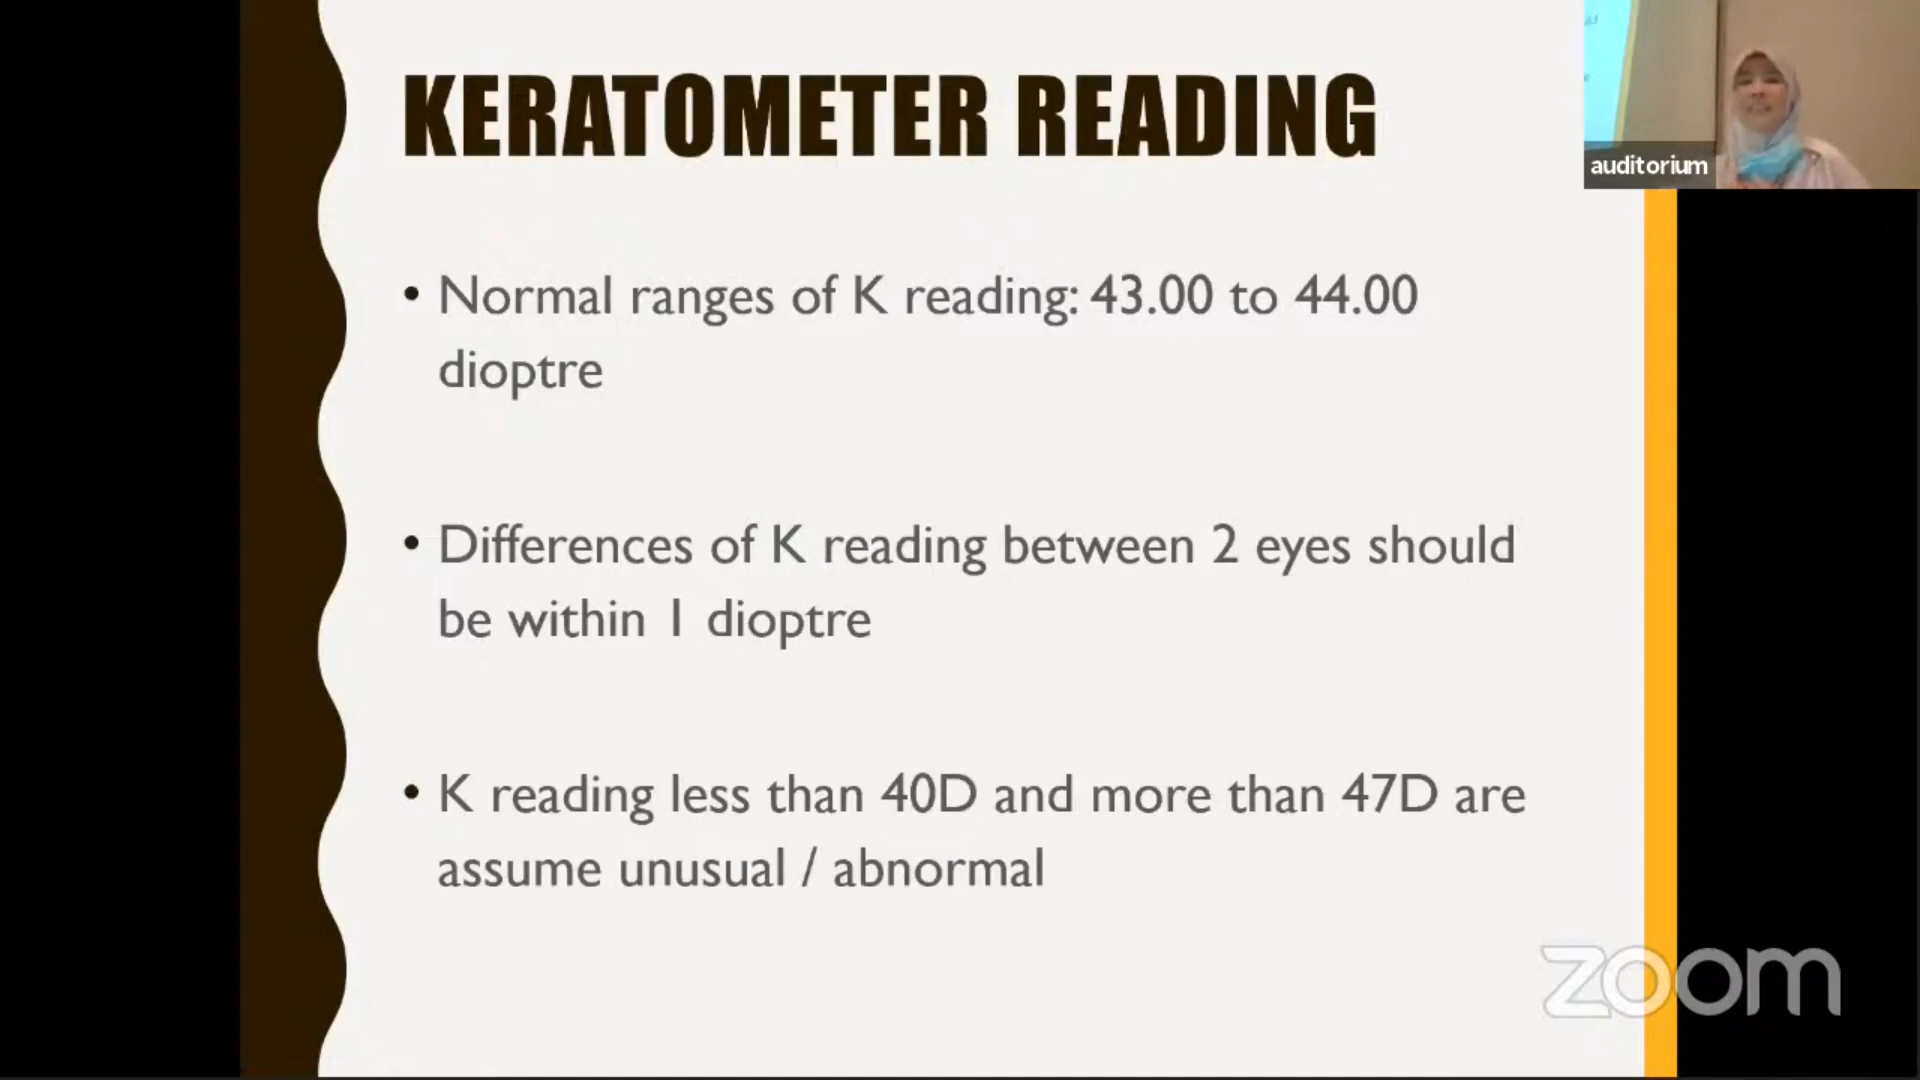 KERATOMETER READING
auditorium
• Normal ranges of K reading: 43.00 to 44.00
dioptre
• Differences of K reading between 2 eyes should
be within 1 dioptre
• K reading less than 40D and more than 47D are
assume unusual / abnormal
zoom